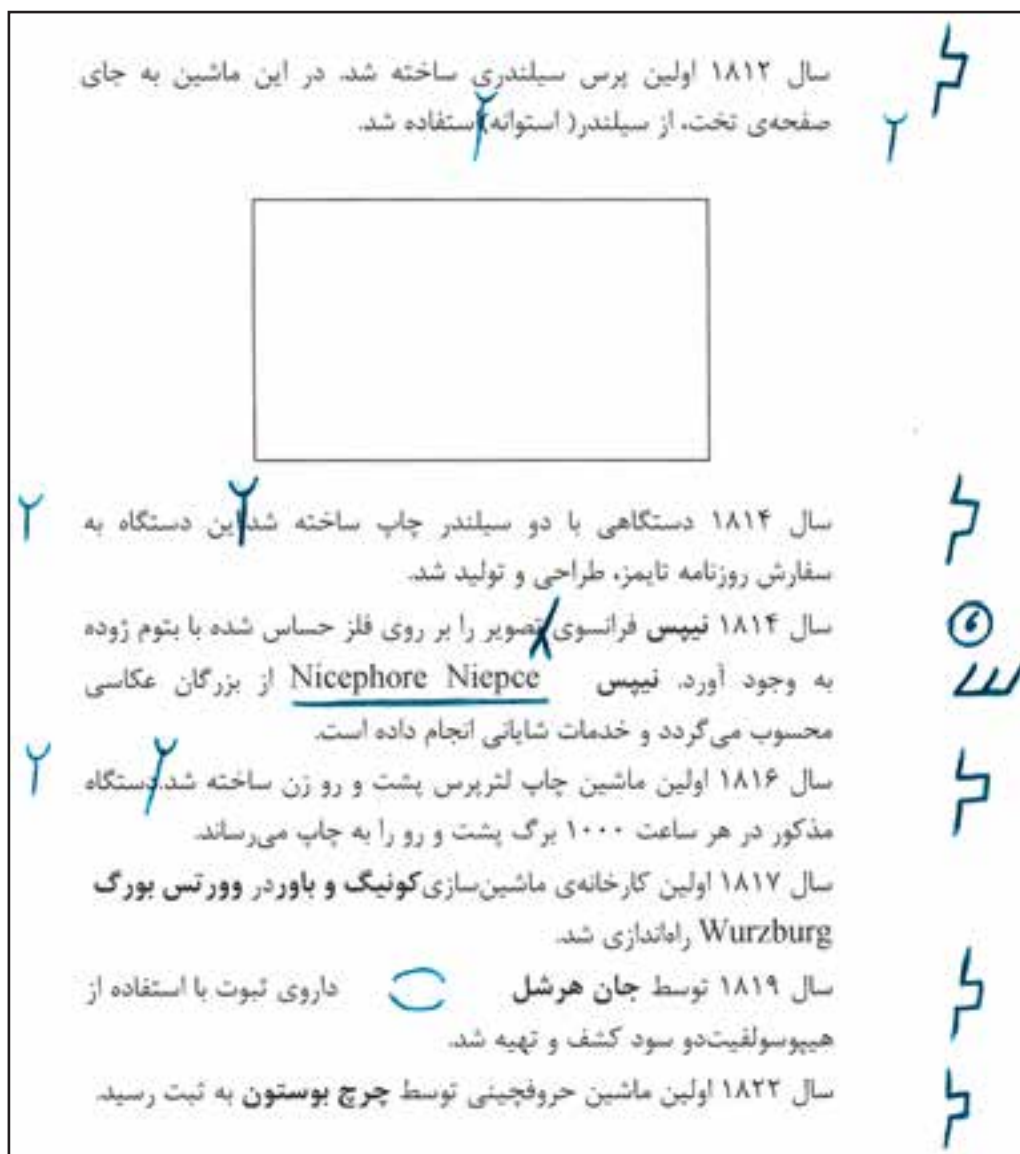 سال ۱۸۱۲ اولین پرس سیلندری ساخته شد. در این ماشین به جای
صفحه‌ی تخت، از سیلندر( استوانه)استفاده شد.
سال ۱۸۱۴ دستگاهی با دو سیلندر چاپ ساخته شد.این دستگاه به
سفارش روزنامه تایمز، طراحی و تولید شد.
سال ۱۸۱۴ نیپس فرانسوی تصویر را بر روی فلز حساس شده با بتوم ژوده
به وجود آورد. نیپس Nicephore Niepce از بزرگان عکاسی
محسوب می‌گردد و خدمات شایانی انجام داده است.
سال ۱۸۱۶ اولین ماشین چاپ لترپرس پشت و رو زن ساخته شد.دستگاه
مذکور در هر ساعت ۱۰۰۰ برگ پشت و رو را به چاپ می‌رساند.
سال ۱۸۱۷ اولین کارخانه‌ی ماشین‌سازی‌کونیگ و باوردر وورتس بورگ
Wurzburg راه‌اندازی شد.
سال ۱۸۱۹ توسط جان هرشل داروی ثبوت با استفاده از
هیپوسولفیت‌دو سود کشف و تهیه شد.
سال ۱۸۲۲ اولین ماشین حروفچینی توسط چرچ بوستون به ثبت رسید.